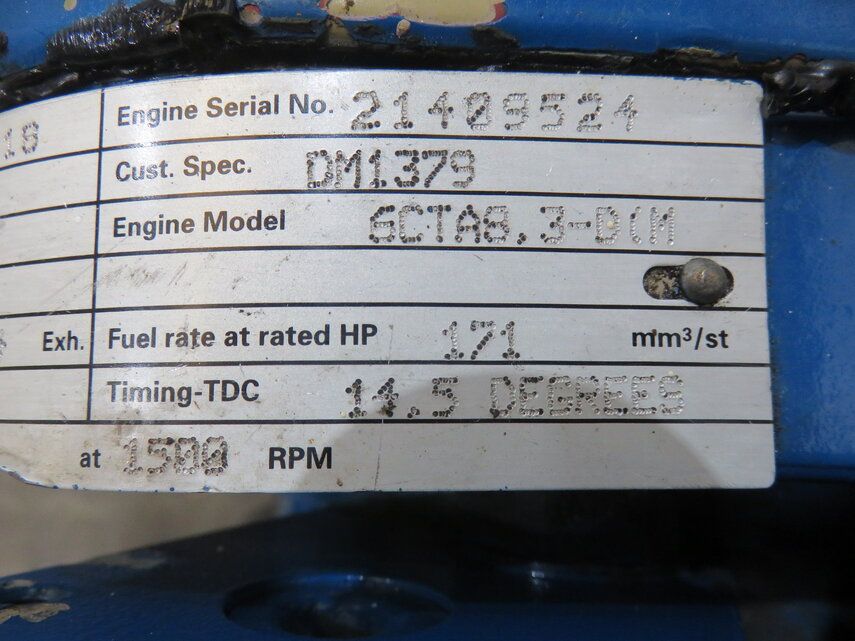 18 Engine Serial No. 21409524
Cust. Spec. DM1379
Engine Model 6CTA8.3-D(M
Exh. Fuel rate at rated HP 171 mm³/st
Timing-TDC 14.5 DEGREES
at 1500 RPM